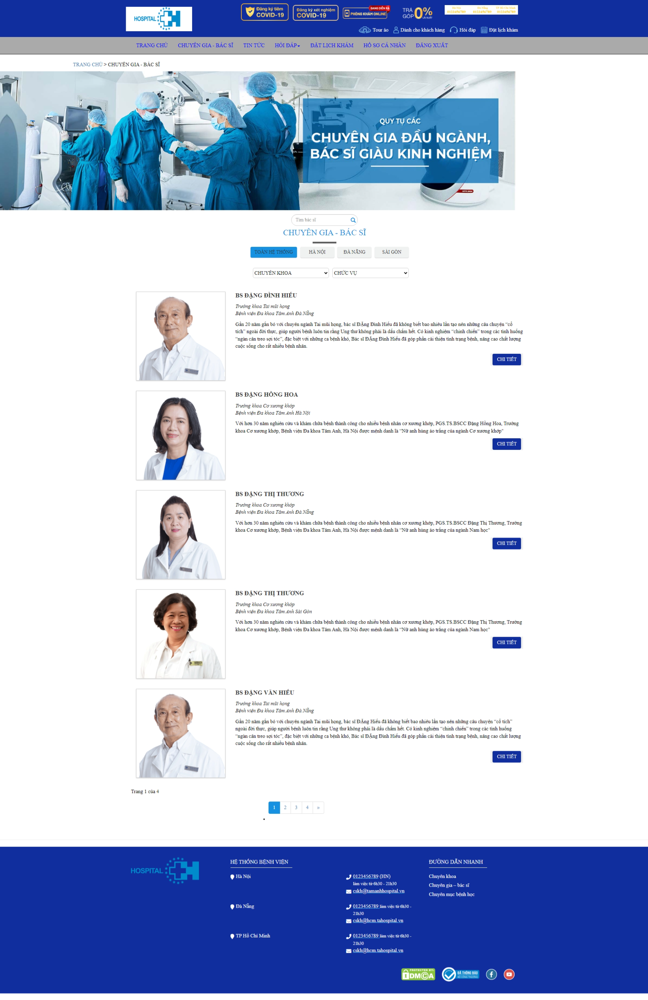 HOSPITAL
Đăng ký tiêm
COVID-19
Đăng ký xét nghiệm
COVID-19
ĐANG DIỄN RA
PHÒNG KHÁM ONLINE
TRẢ GÓP 0% LÃI SUẤT
Hà Nội Đà Nẵng TP Hồ Chí Minh
0123456789 0123456789 0123456789
Tour ảo Dành cho khách hàng Hỏi đáp Đặt lịch khám
TRANG CHỦ CHUYÊN GIA - BÁC SĨ TIN TỨC HỎI ĐÁP ĐẶT LỊCH KHÁM HỒ SƠ CÁ NHÂN ĐĂNG XUẤT
TRANG CHỦ > CHUYÊN GIA - BÁC SĨ
QUY TỤ CÁC
CHUYÊN GIA ĐẦU NGÀNH,
BÁC SĨ GIÀU KINH NGHIỆM
Tìm bác sĩ
CHUYÊN GIA - BÁC SĨ
TOÀN HỆ THỐNG HÀ NỘI ĐÀ NẴNG SÀI GÒN
CHUYÊN KHOA CHỨC VỤ
BS ĐẶNG ĐÌNH HIẾU
Trưởng khoa Tai mũi họng
Bệnh viện Đa khoa Tâm Anh Đà Nẵng
Gần 20 năm gắn bó với chuyên ngành Tai mũi họng, bác sĩ ĐẶng Đình Hiếu đã không biết bao nhiêu lần tạo nên những câu chuyện “cổ
tích” ngoài đời thực, giúp người bệnh luôn tin rằng Ung thư không phải là dấu chấm hết. Có kinh nghiệm “chinh chiến” trong các tình huống
“ngàn cân treo sợi tóc”, đặc biệt với những ca bệnh khó, Bác sĩ ĐẶng Đình Hiếu đã góp phần cải thiện tình trạng bệnh, nâng cao chất lượng
cuộc sống cho rất nhiều bệnh nhân.
CHI TIẾT
BS ĐẶNG HỒNG HOA
Trưởng khoa Cơ xương khớp
Bệnh viện Đa khoa Tâm Anh Hà Nội
Với hơn 30 năm nghiên cứu và khám chữa bệnh thành công cho nhiều bệnh nhân cơ xương khớp, PGS.TS.BSCC Đặng Hồng Hoa, Trưởng
khoa Cơ xương khớp, Bệnh viện Đa khoa Tâm Anh, Hà Nội được mệnh danh là “Nữ anh hùng áo trắng của ngành Cơ xương khớp"
CHI TIẾT
BS ĐẶNG THỊ THƯƠNG
Trưởng khoa Cơ xương khớp
Bệnh viện Đa khoa Tâm Anh Đà Nẵng
Với hơn 30 năm nghiên cứu và khám chữa bệnh thành công cho nhiều bệnh nhân cơ xương khớp, PGS.TS.BSCC Đặng Thị Thương, Trưởng
khoa Cơ xương khớp, Bệnh viện Đa khoa Tâm Anh, Hà Nội được mệnh danh là “Nữ anh hùng áo trắng của ngành Nam học"
CHI TIẾT
BS ĐẶNG THỊ THƯƠNG
Trưởng khoa Cơ xương khớp
Bệnh viện Đa khoa Tâm Anh Sài Gòn
Với hơn 30 năm nghiên cứu và khám chữa bệnh thành công cho nhiều bệnh nhân cơ xương khớp, PGS.TS.BSCC Đặng Thị Thương, Trưởng
khoa Cơ xương khớp, Bệnh viện Đa khoa Tâm Anh, Hà Nội được mệnh danh là “Nữ anh hùng áo trắng của ngành Nam học"
CHI TIẾT
BS ĐẶNG VĂN HIẾU
Trưởng khoa Tai mũi họng
Bệnh viện Đa khoa Tâm Anh Đà Nẵng
Gần 20 năm gắn bó với chuyên ngành Tai mũi họng, bác sĩ ĐẶng Hiếu đã không biết bao nhiêu lần tạo nên những câu chuyện “cổ tích”
ngoài đời thực, giúp người bệnh luôn tin rằng Ung thư không phải là dấu chấm hết. Có kinh nghiệm “chinh chiến” trong các tình huống
“ngàn cân treo sợi tóc”, đặc biệt với những ca bệnh khó, Bác sĩ ĐẶng Đình Hiếu đã góp phần cải thiện tình trạng bệnh, nâng cao chất lượng
cuộc sống cho rất nhiều bệnh nhân.
CHI TIẾT
Trang 1 của 4
1 2 3 4 »
HOSPITAL
HỆ THỐNG BỆNH VIỆN
Hà Nội
0123456789 (HN)
làm việc từ 6h30 - 21h30
cskh@tamanhhospital.vn
Đà Nẵng
0123456789 làm việc từ 6h30 -
21h30
cskh@hcm.tahospital.vn
TP Hồ Chí Minh
0123456789 làm việc từ 6h30 -
21h30
cskh@hcm.tahospital.vn
ĐƯỜNG DẪN NHANH
Chuyên khoa
Chuyên gia – bác sĩ
Chuyên mục bệnh học
PROTECTED BY:
DMCA
ĐÃ THÔNG BÁO
BỘ CÔNG THƯƠNG